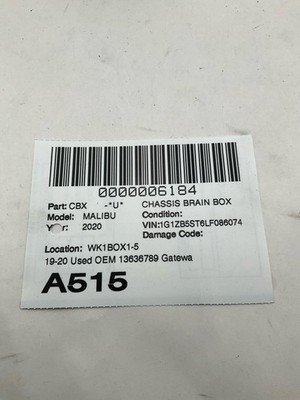 0000006184
Part: CBX -*U* CHASSIS BRAIN BOX
Model: MALIBU Condition:
Year: 2020 VIN:1G1ZB5ST6LF086074
Damage Code:
Location: WK1BOX1-5
19-20 Used OEM 13636789 Gatewa
A515